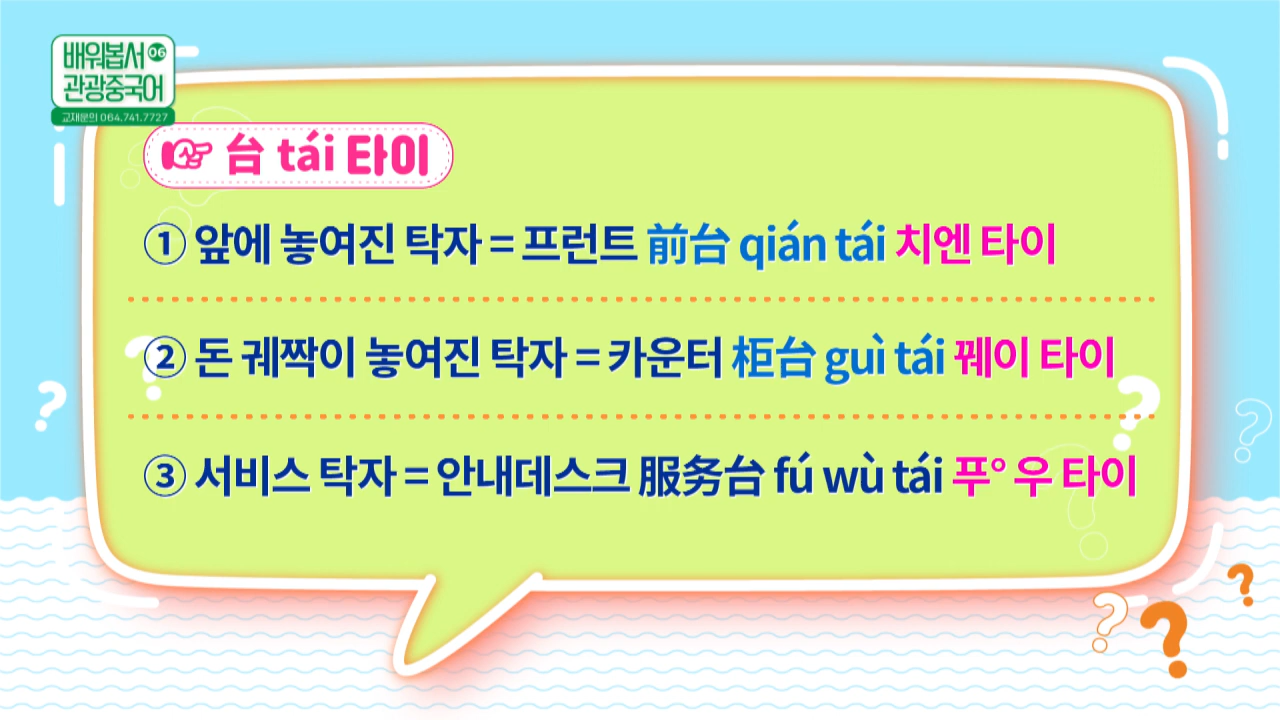 배워봅서 06
관광중국어
교재문의 064.741.7727
台 tái 타이
① 앞에 놓여진 탁자 = 프런트 前台 qián tái 치엔 타이
② 돈 궤짝이 놓여진 탁자 = 카운터 柜台 guì tái 꿰이 타이
③ 서비스 탁자 = 안내데스크 服务台 fú wù tái 푸° 우 타이